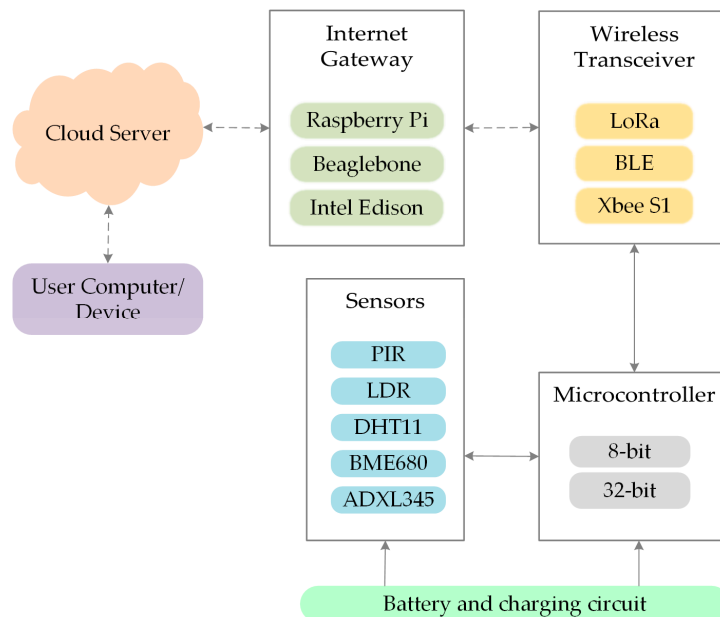 Internet
Gateway
Raspberry Pi
Beaglebone
Intel Edison
Wireless
Transceiver
LoRa
BLE
Xbee S1
Cloud Server
User Computer/
Device
Sensors
PIR
LDR
DHT11
BME680
ADXL345
Microcontroller
8-bit
32-bit
Battery and charging circuit